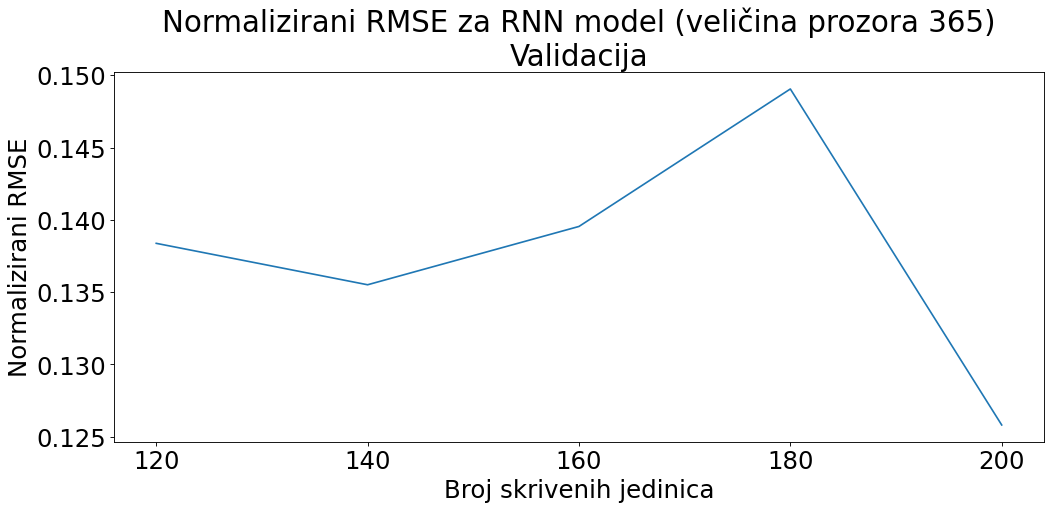 Normalizirani RMSE za RNN model (veličina prozora 365)
Validacija
Normalizirani RMSE
0.150
0.145
0.140
0.135
0.130
0.125
120 140 160 180 200
Broj skrivenih jedinica